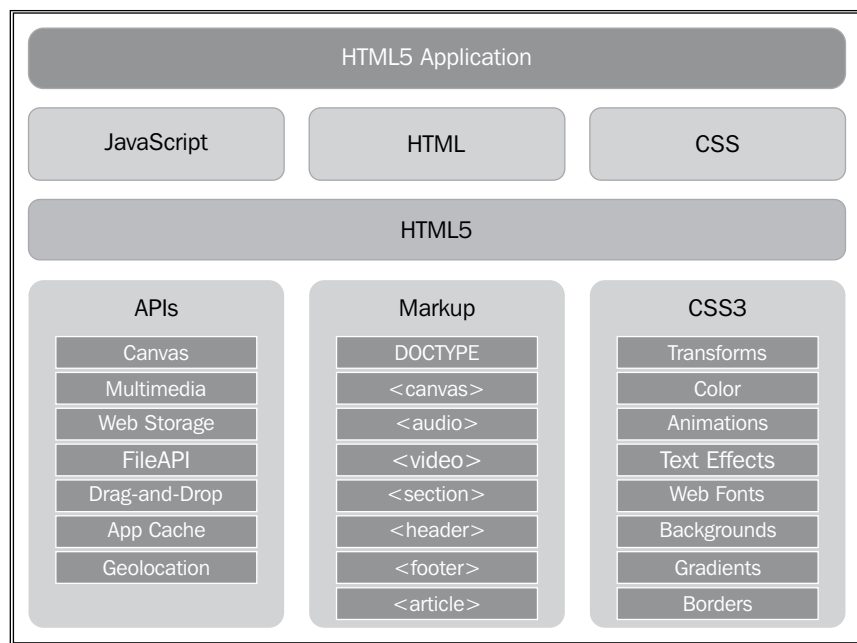 HTML5 Application
JavaScript
HTML
CSS
HTML5
APIs
Canvas
Multimedia
Web Storage
FileAPI
Drag-and-Drop
App Cache
Geolocation
Markup
DOCTYPE
<canvas>
<audio>
<video>
<section>
<header>
<footer>
<article>
CSS3
Transforms
Color
Animations
Text Effects
Web Fonts
Backgrounds
Gradients
Borders